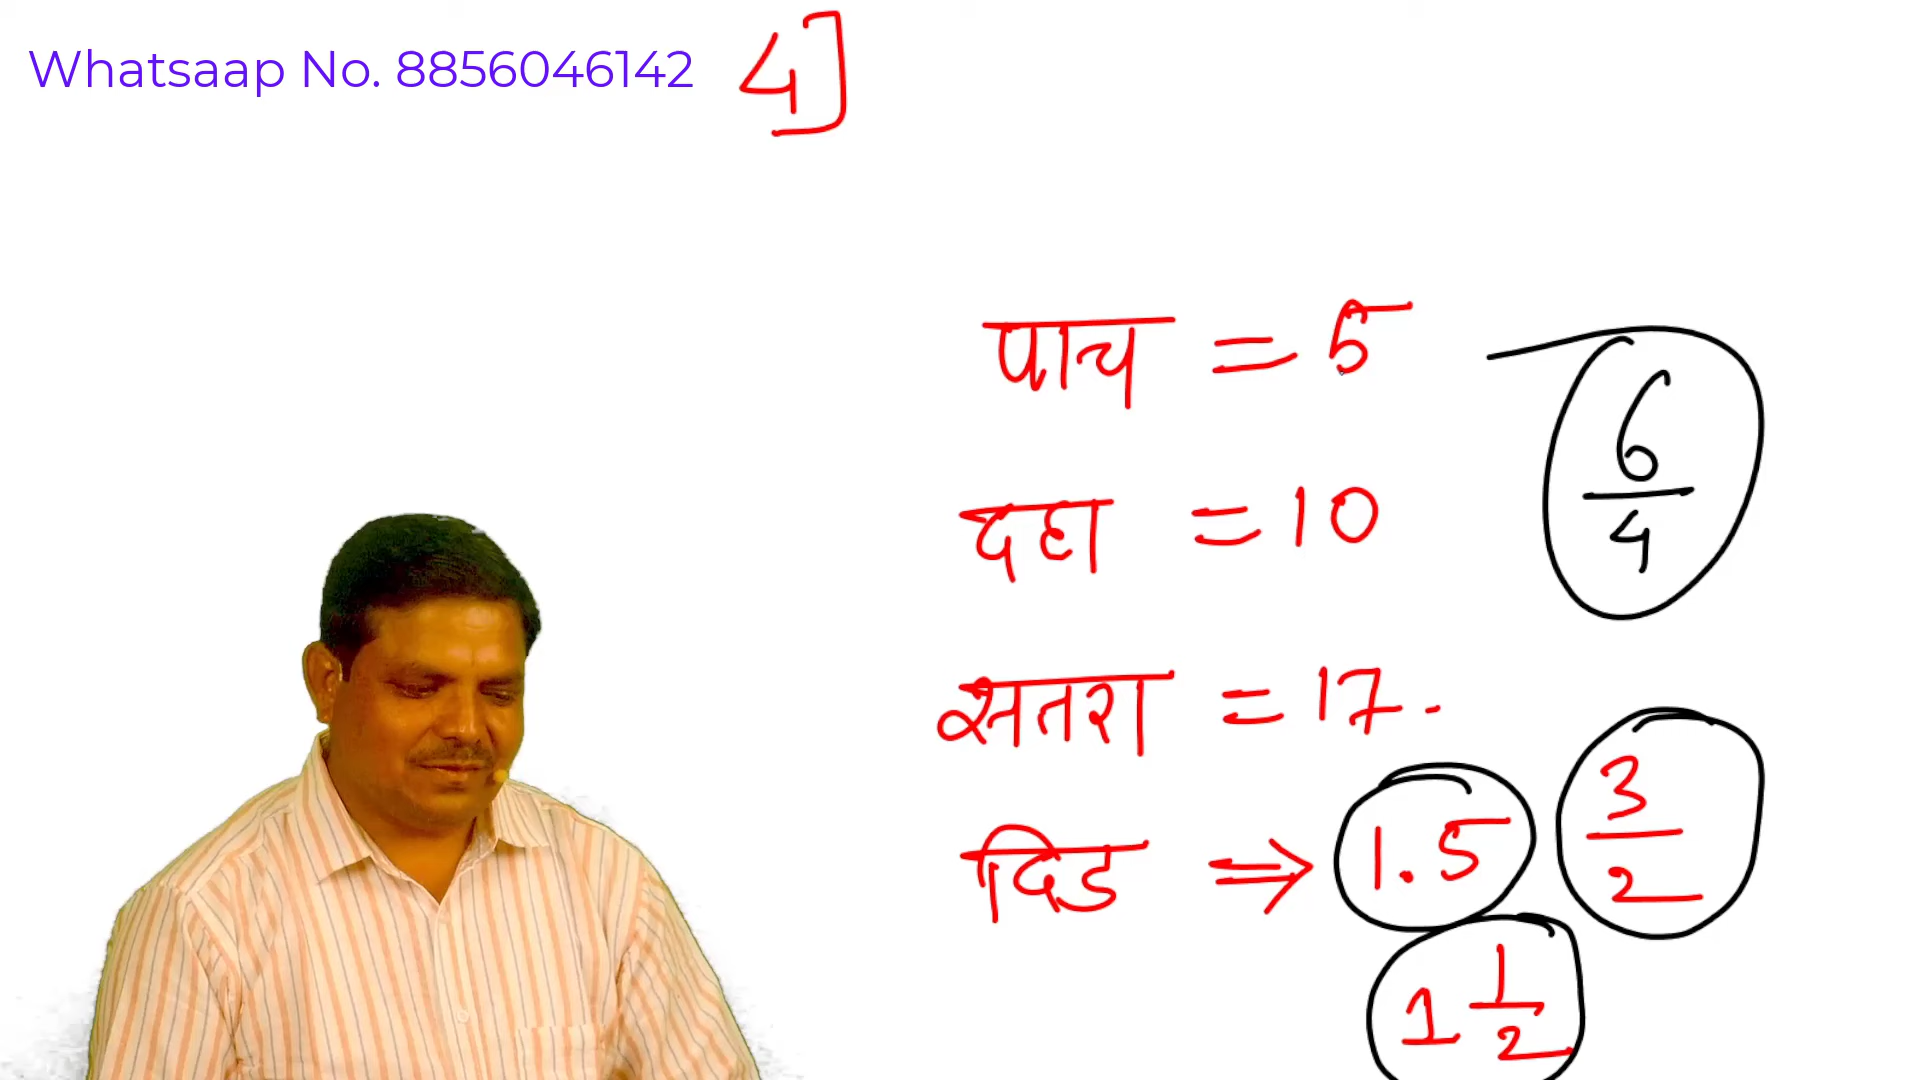 Whatsaap No. 8856046142
4]
पाच = 5
6/4
दहा = 10
सतरा = 17.
दिड ⇒ 1.5
3/2
1 1/2